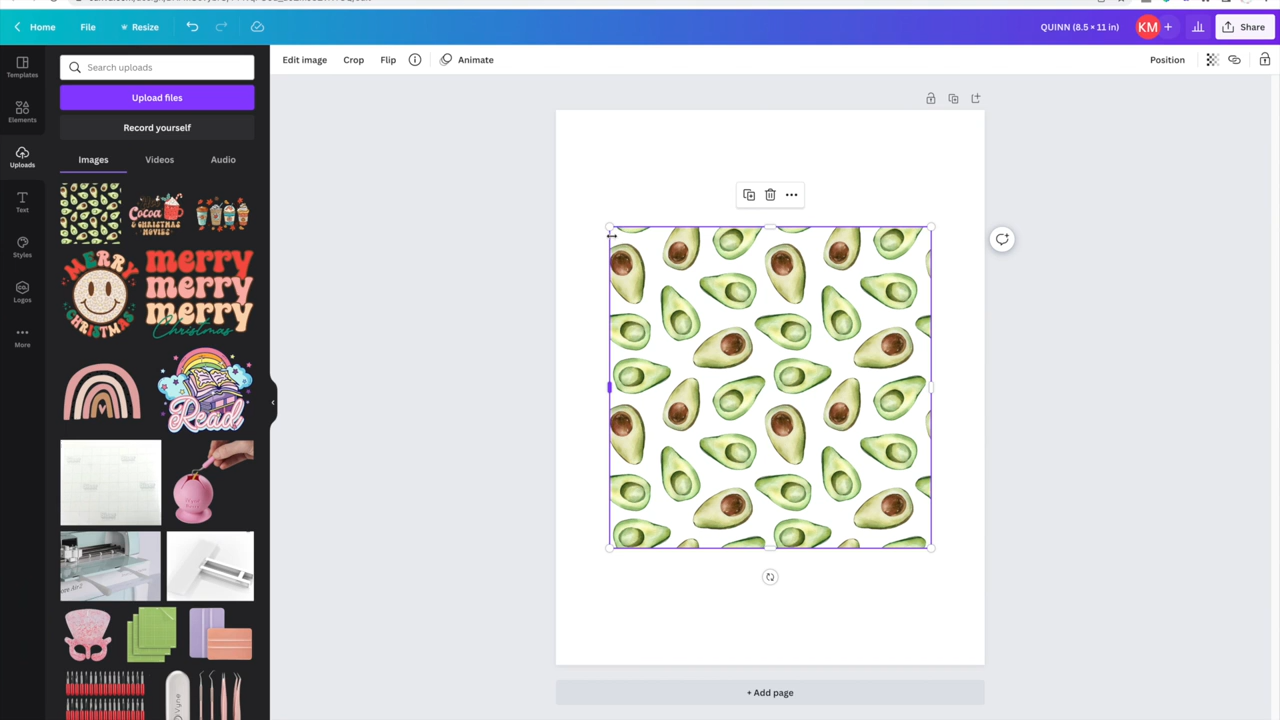 Home
File
Resize
QUINN (8.5 × 11 in)
KM
+
Share
Templates
Elements
Uploads
Text
Styles
Logos
CO.
More
Search uploads
Upload files
Record yourself
Images
Videos
Audio
Cocoa
& CHRISTMAS
MOVIES
MERRY
CHRISTMAS
merry
merry
merry
Christmas
Read
Edit image
Crop
Flip
Animate
Position
+ Add page